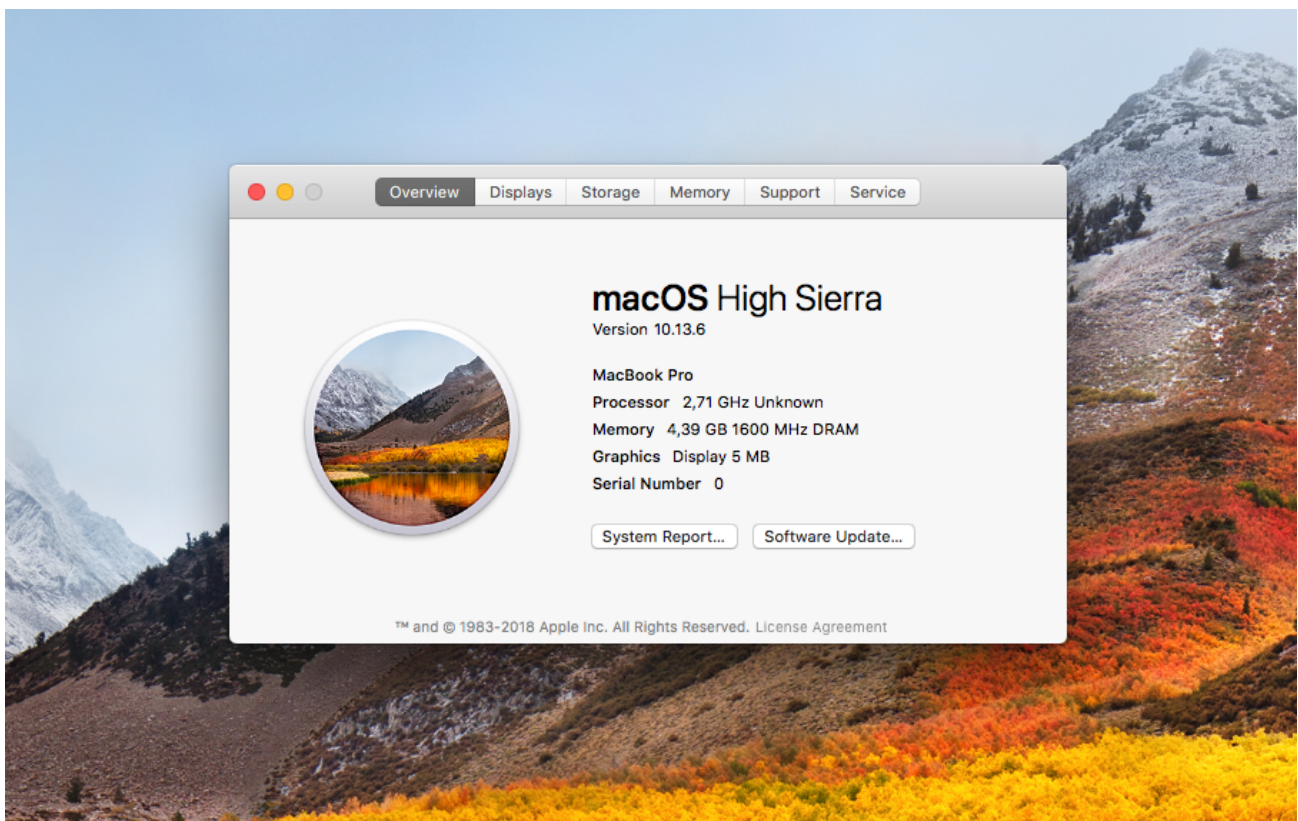 Overview Displays Storage Memory Support Service
macOS High Sierra
Version 10.13.6
MacBook Pro
Processor 2,71 GHz Unknown
Memory 4,39 GB 1600 MHz DRAM
Graphics Display 5 MB
Serial Number 0
System Report... Software Update...
™ and © 1983-2018 Apple Inc. All Rights Reserved. License Agreement